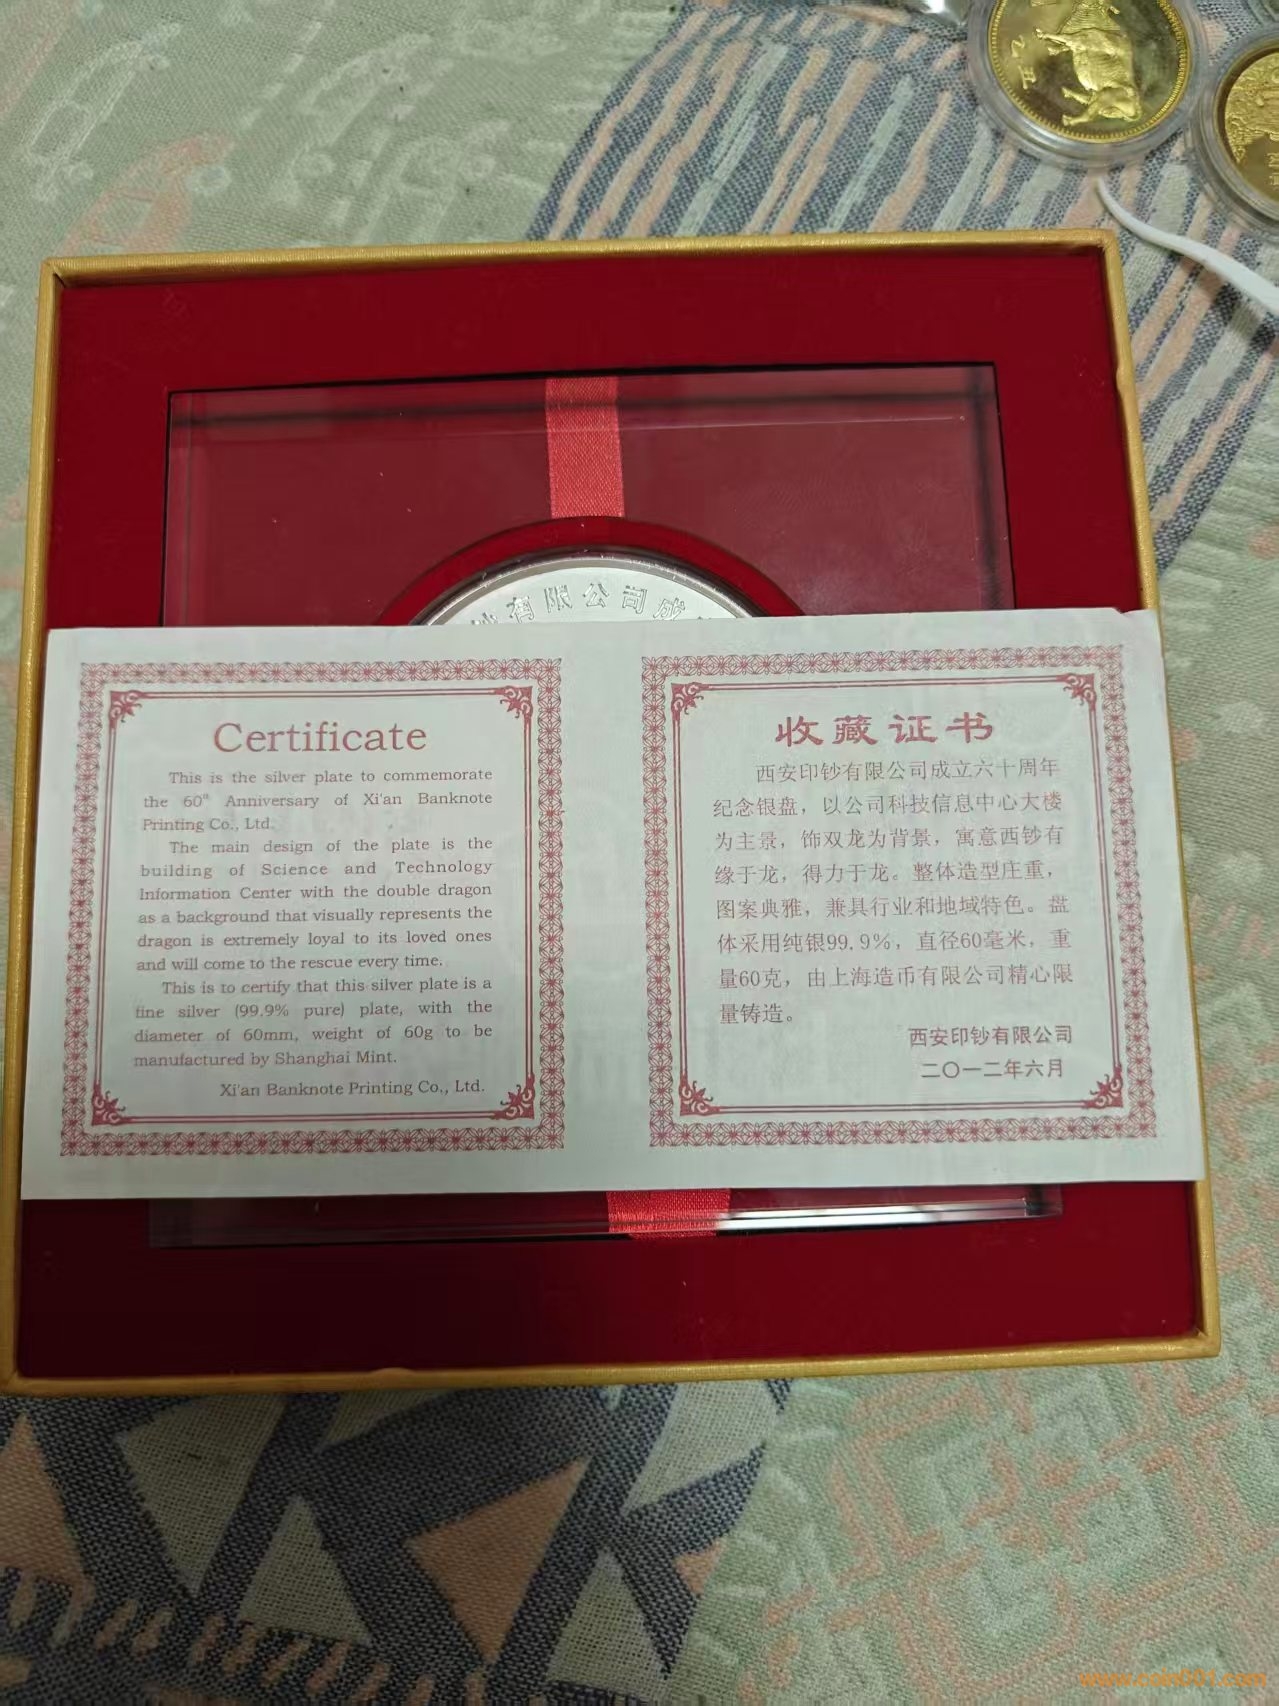 乙丑
有限公司成
Certificate
This is the silver plate to commemorate
the 60th Anniversary of Xi'an Banknote
Printing Co., Ltd.
The main design of the plate is the
building of Science and Technology
Information Center with the double dragon
as a background that visually represents the
dragon is extremely loyal to its loved ones
and will come to the rescue every time.
This is to certify that this silver plate is a
fine silver (99.9% pure) plate, with the
diameter of 60mm, weight of 60g to be
manufactured by Shanghai Mint.
Xi'an Banknote Printing Co., Ltd.
收藏证书
西安印钞有限公司成立六十周年
纪念银盘，以公司科技信息中心大楼
为主景，饰双龙为背景，寓意西钞有
缘于龙，得力于龙。整体造型庄重，
图案典雅，兼具行业和地域特色。盘
体采用纯银99.9%，直径60毫米，重
量60克，由上海造币有限公司精心限
量铸造。
西安印钞有限公司
二〇一二年六月
www.coin001.com